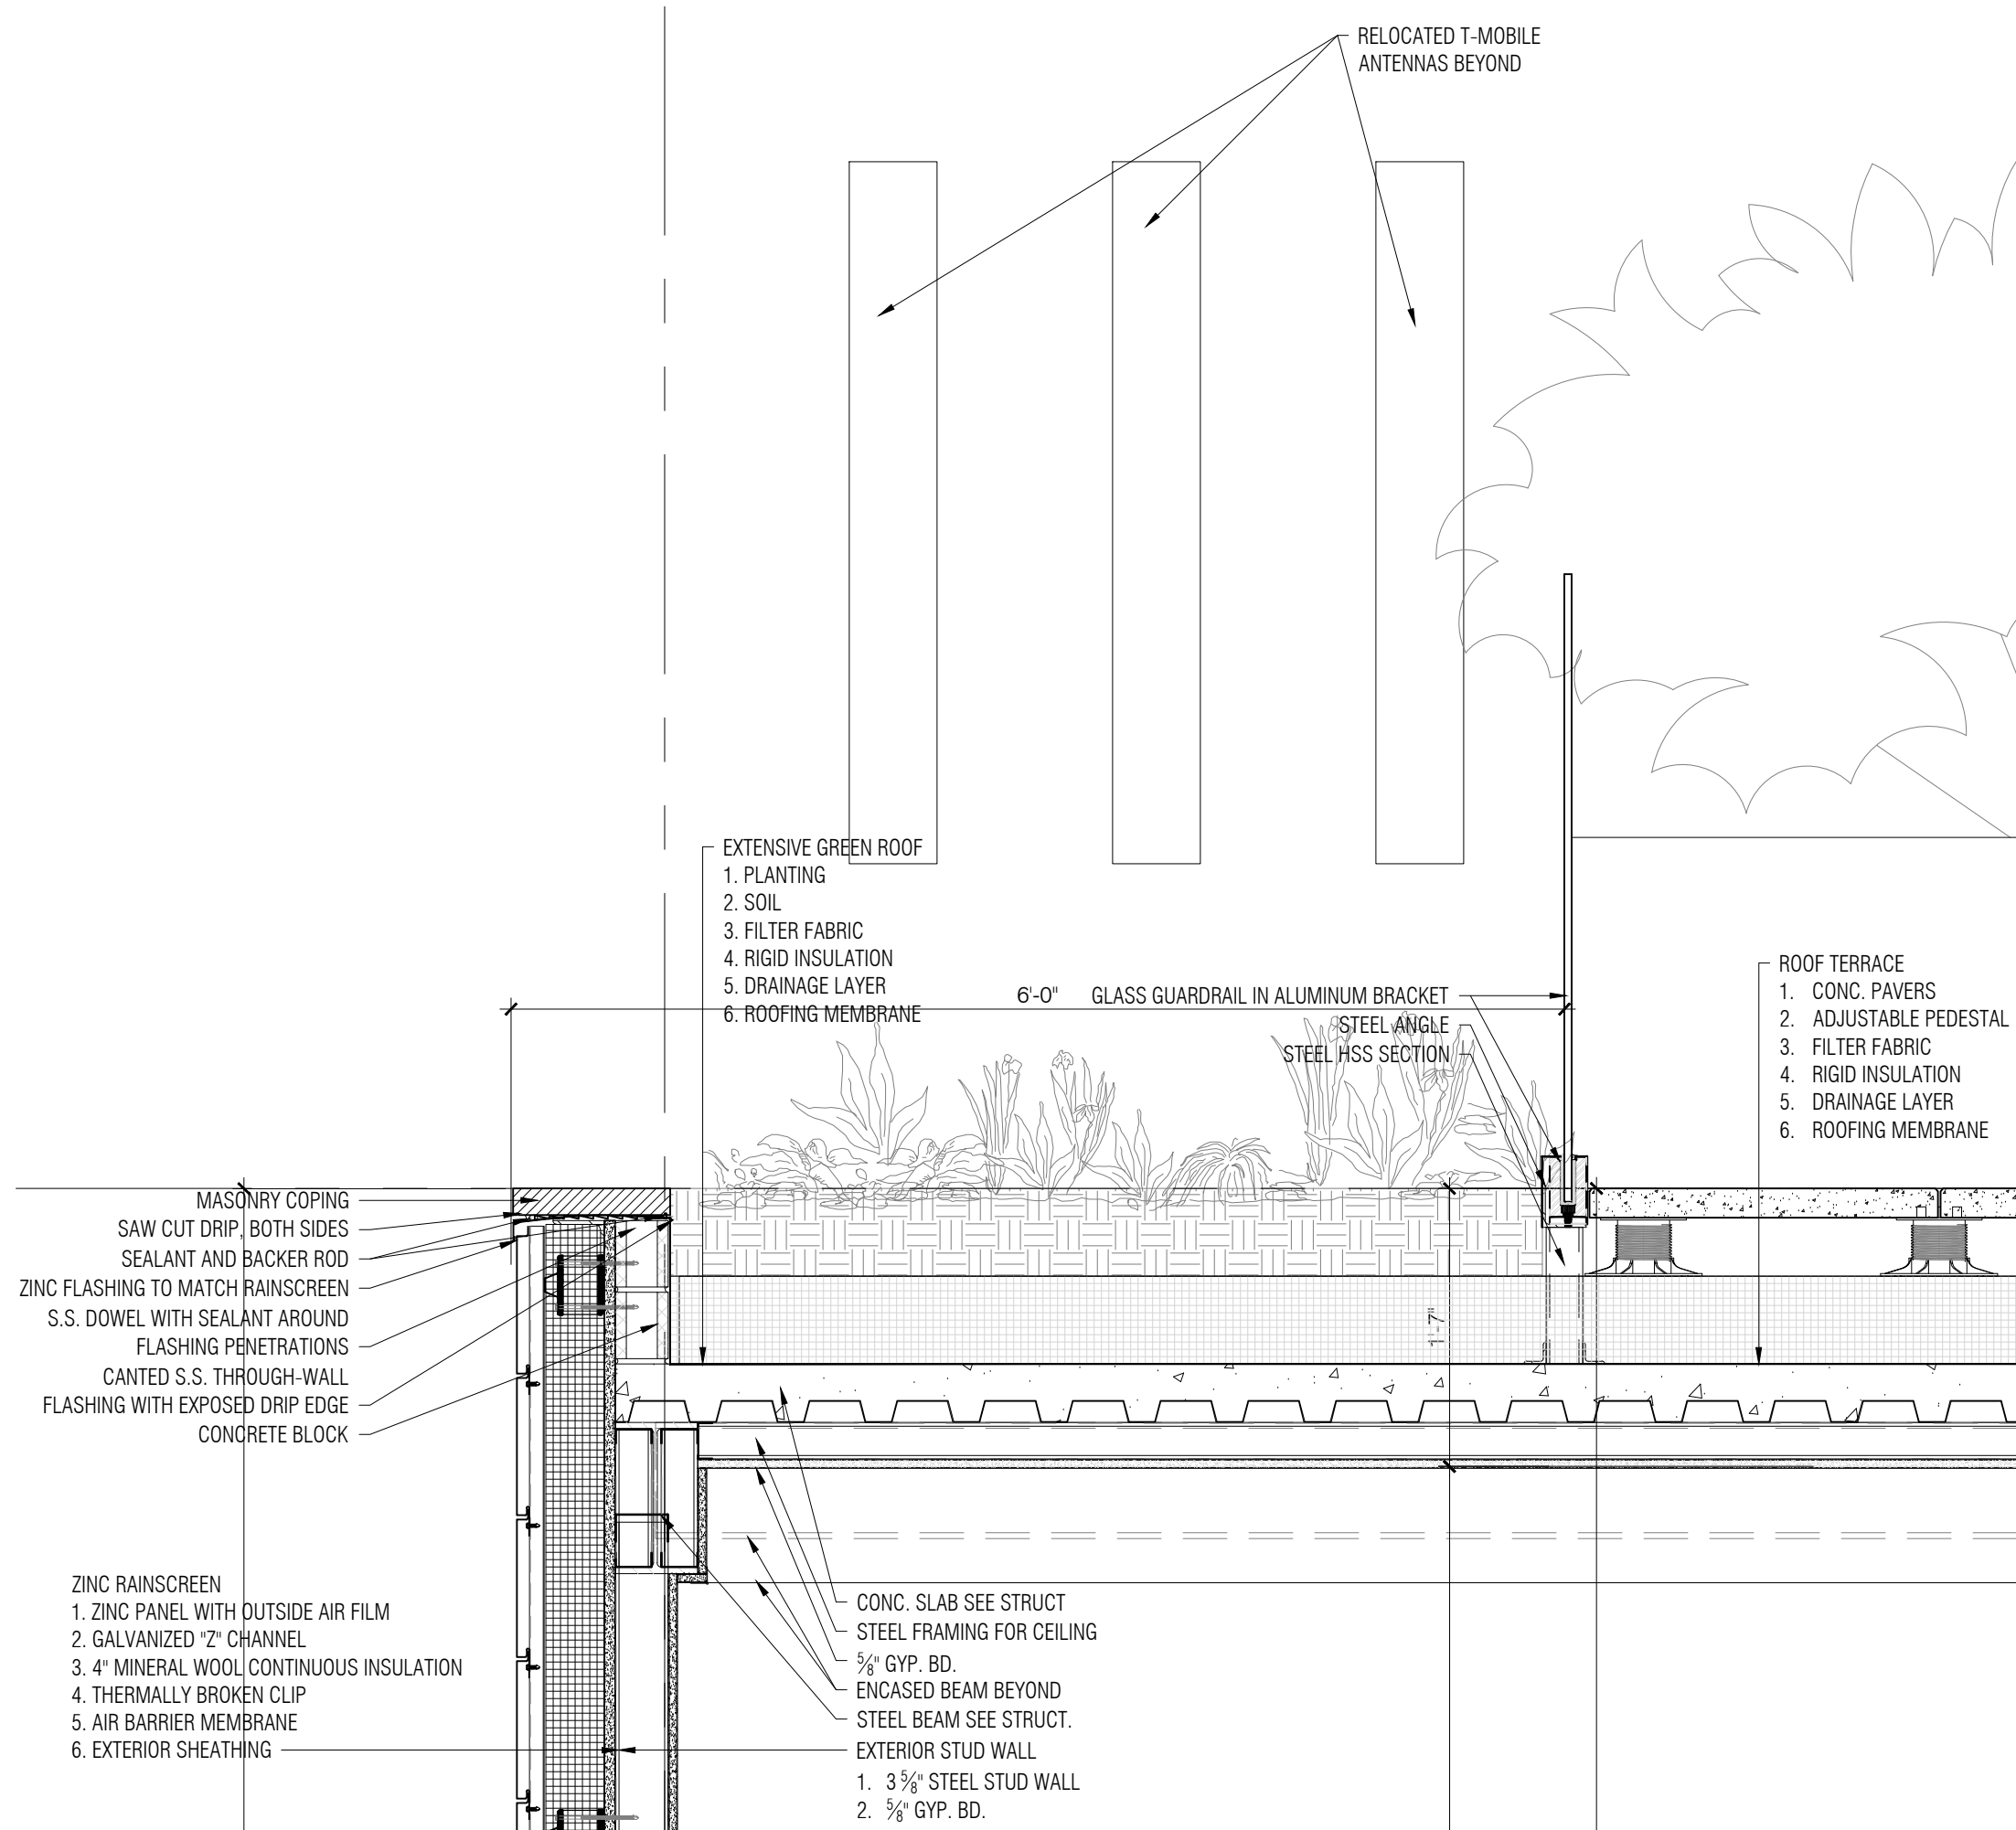 RELOCATED T-MOBILE
ANTENNAS BEYOND
EXTENSIVE GREEN ROOF
1. PLANTING
2. SOIL
3. FILTER FABRIC
4. RIGID INSULATION
5. DRAINAGE LAYER
6. ROOFING MEMBRANE
6'-0"
GLASS GUARDRAIL IN ALUMINUM BRACKET
STEEL ANGLE
STEEL HSS SECTION
ROOF TERRACE
1. CONC. PAVERS
2. ADJUSTABLE PEDESTAL
3. FILTER FABRIC
4. RIGID INSULATION
5. DRAINAGE LAYER
6. ROOFING MEMBRANE
MASONRY COPING
SAW CUT DRIP, BOTH SIDES
SEALANT AND BACKER ROD
ZINC FLASHING TO MATCH RAINSCREEN
S.S. DOWEL WITH SEALANT AROUND
FLASHING PENETRATIONS
CANTED S.S. THROUGH-WALL
FLASHING WITH EXPOSED DRIP EDGE
CONCRETE BLOCK
1'-7"
ZINC RAINSCREEN
1. ZINC PANEL WITH OUTSIDE AIR FILM
2. GALVANIZED "Z" CHANNEL
3. 4" MINERAL WOOL CONTINUOUS INSULATION
4. THERMALLY BROKEN CLIP
5. AIR BARRIER MEMBRANE
6. EXTERIOR SHEATHING
CONC. SLAB SEE STRUCT
STEEL FRAMING FOR CEILING
⅝" GYP. BD.
ENCASED BEAM BEYOND
STEEL BEAM SEE STRUCT.
EXTERIOR STUD WALL
1. 3 ⅝" STEEL STUD WALL
2. ⅝" GYP. BD.